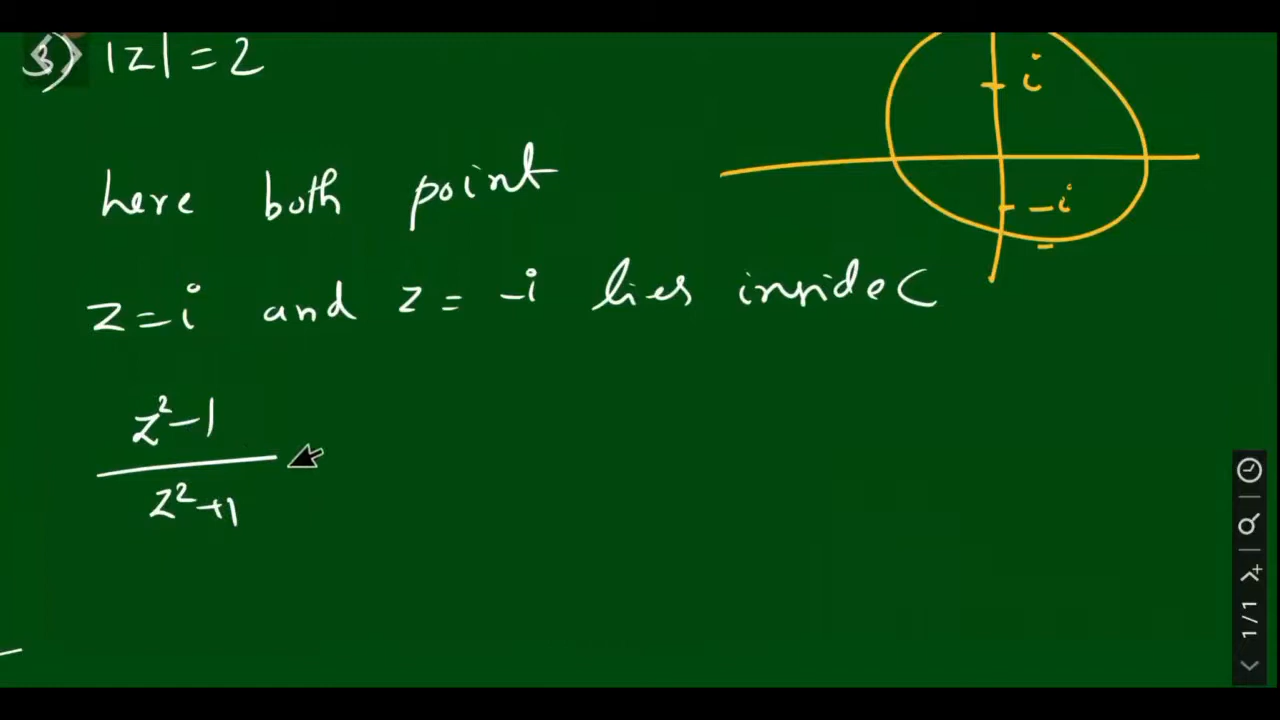 3) |z| = 2
i
-i
here both point
z = i and z = -i lies inside C
z²-1
z²+1
1/1